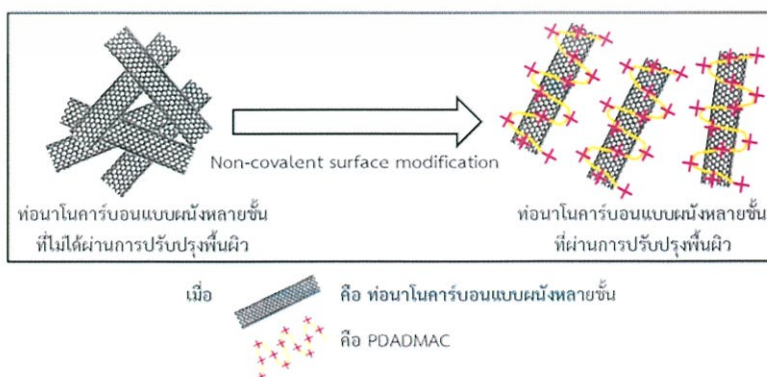 Non-covalent surface modification
ท่อนาโนคาร์บอนแบบผนังหลายชั้น
ที่ไม่ได้ผ่านการปรับปรุงพื้นผิว
ท่อนาโนคาร์บอนแบบผนังหลายชั้น
ที่ผ่านการปรับปรุงพื้นผิว
เมื่อ คือ ท่อนาโนคาร์บอนแบบผนังหลายชั้น
คือ PDADMAC